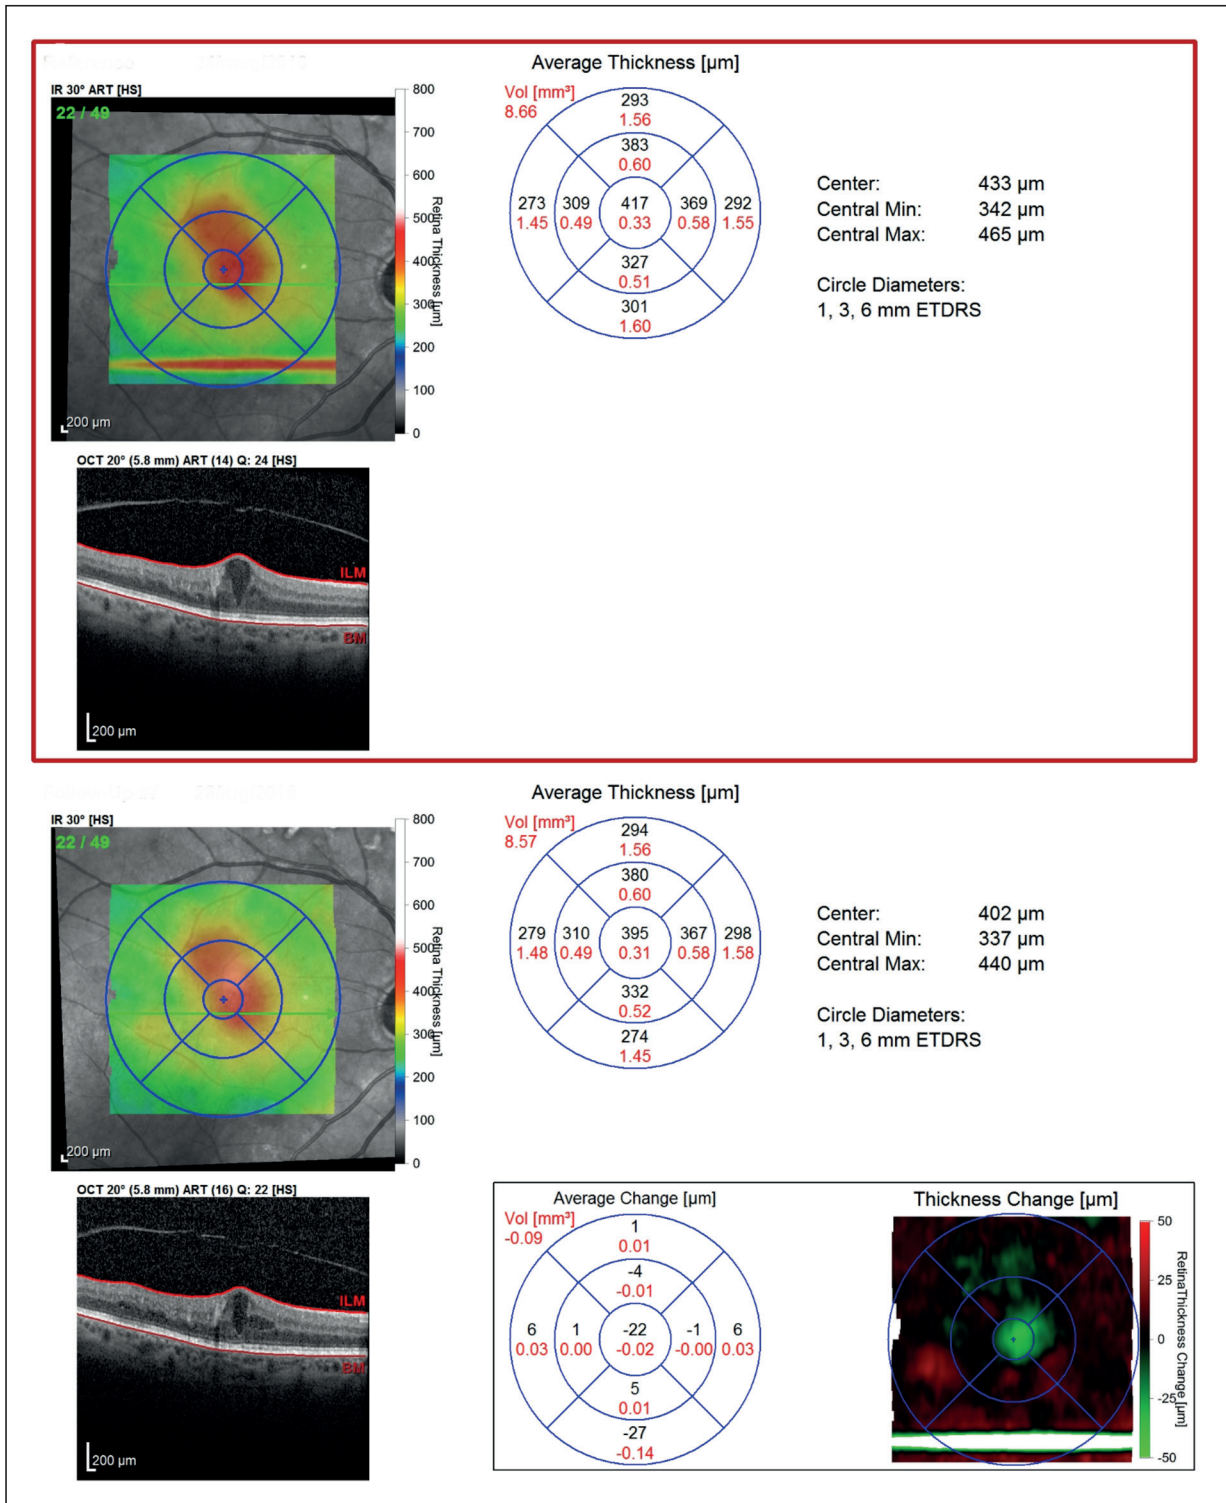 IR 30° ART [HS]
22 / 49
800
700
600
500
400
300
200
100
0
Retina Thickness [µm]
200 µm
Average Thickness [µm]
Vol [mm³]
8.66
293
1.56
383
0.60
273 309 417 369 292
1.45 0.49 0.33 0.58 1.55
327
0.51
301
1.60
Center: 433 µm
Central Min: 342 µm
Central Max: 465 µm
Circle Diameters:
1, 3, 6 mm ETDRS
OCT 20° (5.8 mm) ART (14) Q: 24 [HS]
ILM
BM
200 µm
IR 30° [HS]
22 / 49
800
700
600
500
400
300
200
100
0
Retina Thickness [µm]
200 µm
Average Thickness [µm]
Vol [mm³]
8.57
294
1.56
380
0.60
279 310 395 367 298
1.48 0.49 0.31 0.58 1.58
332
0.52
274
1.45
Center: 402 µm
Central Min: 337 µm
Central Max: 440 µm
Circle Diameters:
1, 3, 6 mm ETDRS
OCT 20° (5.8 mm) ART (16) Q: 22 [HS]
ILM
BM
200 µm
Average Change [µm]
Vol [mm³]
-0.09
1
0.01
-4
-0.01
6 1 -22 -1 6
0.03 0.00 -0.02 -0.00 0.03
5
0.01
-27
-0.14
Thickness Change [µm]
50
25
0
-25
-50
RetinaThickness Change [µm]